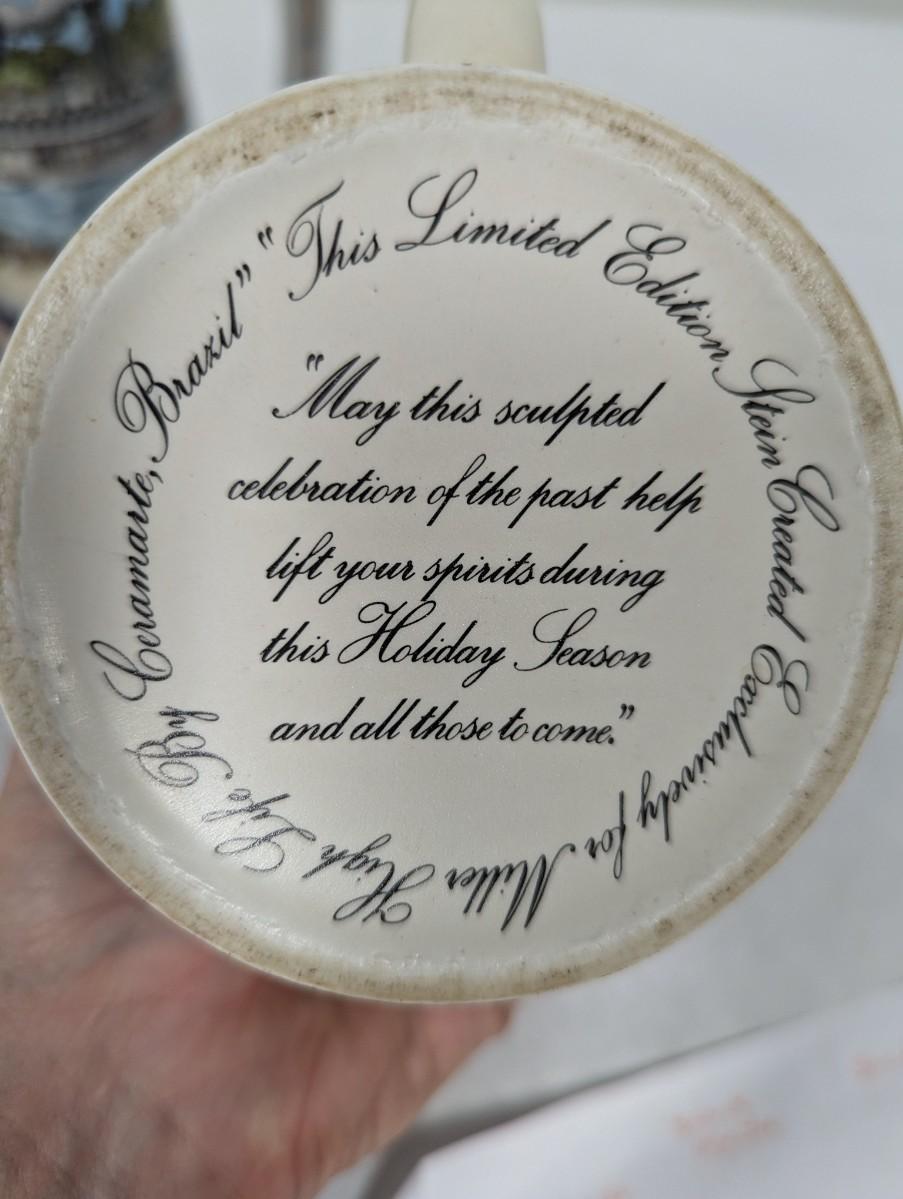 "This Limited Edition Stein Created Exclusively for Miller High Life By Ceramarte, Brazil"
"May this sculpted
celebration of the past help
lift your spirits during
this Holiday Season
and all those to come."